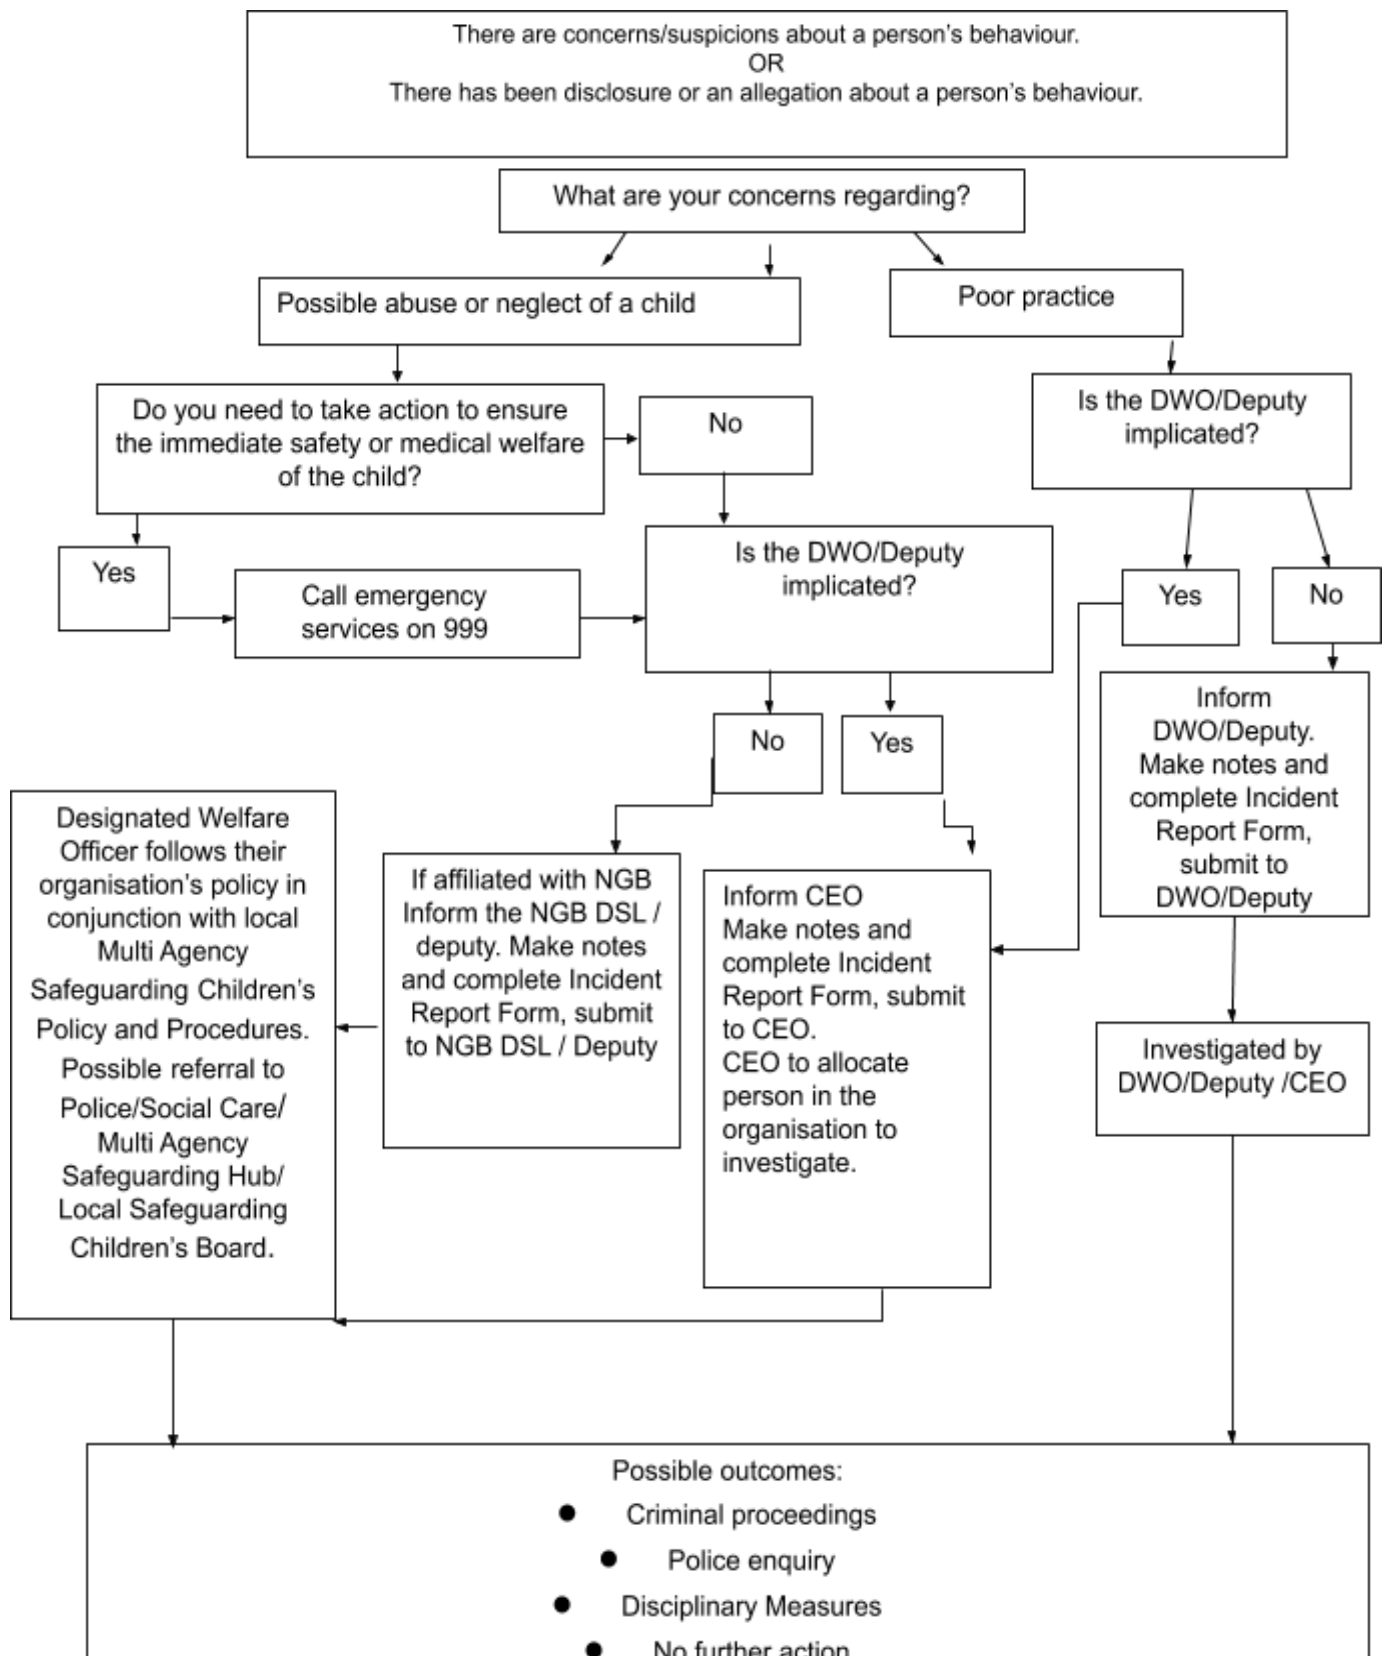 There are concerns/suspicions about a person's behaviour.
OR
There has been disclosure or an allegation about a person's behaviour.
What are your concerns regarding?
Possible abuse or neglect of a child
Poor practice
Do you need to take action to ensure
the immediate safety or medical welfare
of the child?
No
Is the DWO/Deputy
implicated?
Yes
Call emergency
services on 999
Is the DWO/Deputy
implicated?
Yes
No
No
Yes
Inform
DWO/Deputy.
Make notes and
complete Incident
Report Form,
submit to
DWO/Deputy
Designated Welfare
Officer follows their
organisation's policy in
conjunction with local
Multi Agency
Safeguarding Children's
Policy and Procedures.
Possible referral to
Police/Social Care/
Multi Agency
Safeguarding Hub/
Local Safeguarding
Children's Board.
If affiliated with NGB
Inform the NGB DSL /
deputy. Make notes
and complete Incident
Report Form, submit
to NGB DSL / Deputy
Inform CEO
Make notes and
complete Incident
Report Form, submit
to CEO.
CEO to allocate
person in the
organisation to
investigate.
Investigated by
DWO/Deputy /CEO
Possible outcomes:
● Criminal proceedings
● Police enquiry
● Disciplinary Measures
● No further action